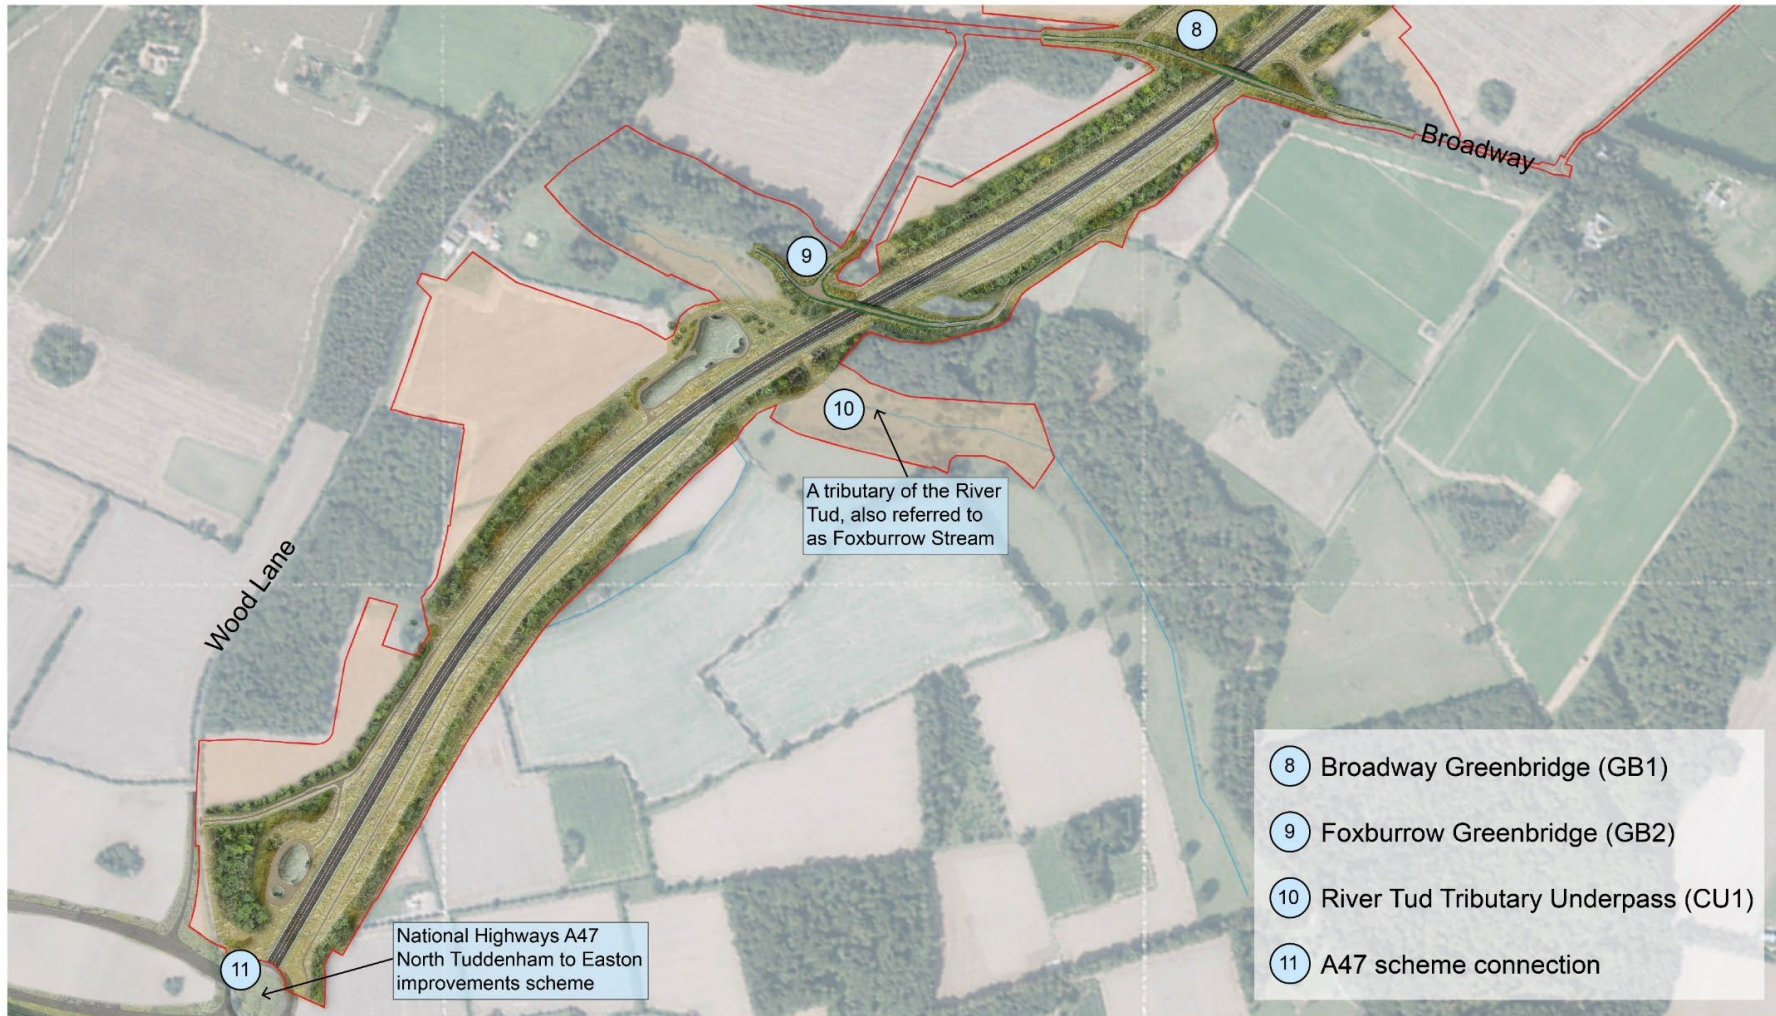 8
Broadway
9
10
A tributary of the River
Tud, also referred to
as Foxburrow Stream
Wood Lane
National Highways A47
North Tuddenham to Easton
improvements scheme
11
8 Broadway Greenbridge (GB1)
9 Foxburrow Greenbridge (GB2)
10 River Tud Tributary Underpass (CU1)
11 A47 scheme connection